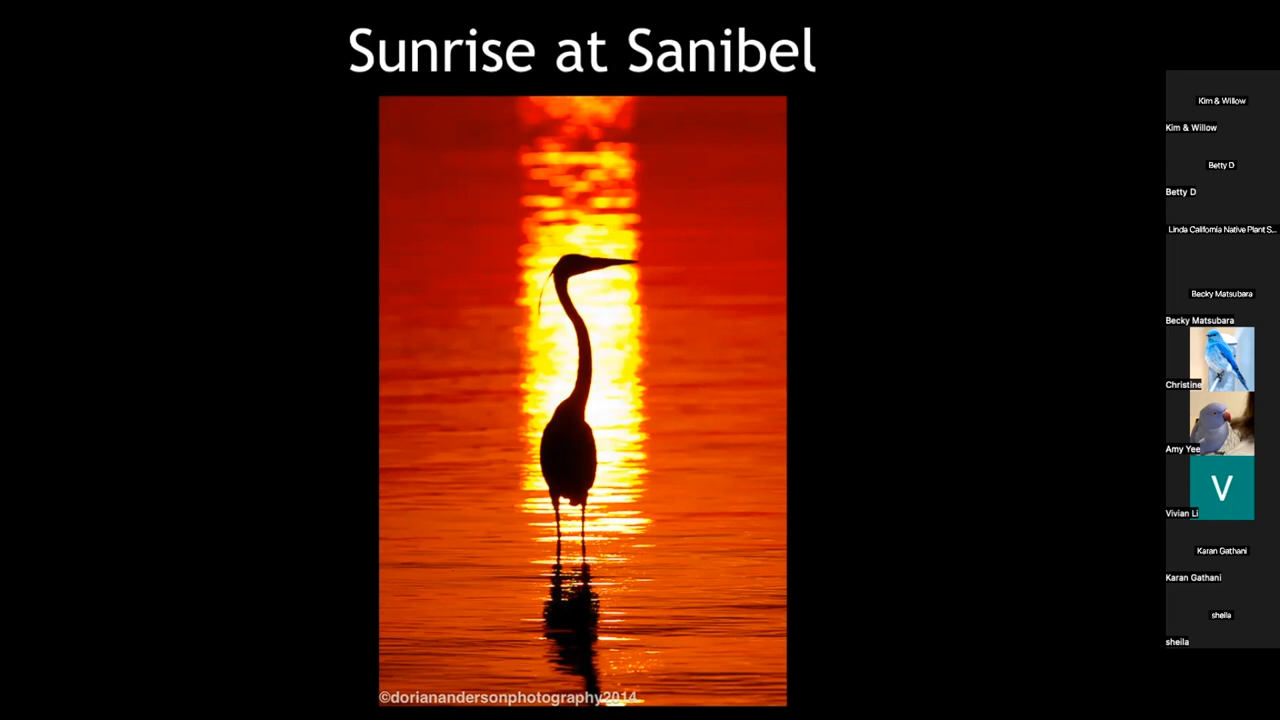 Sunrise at Sanibel
©dorianandersonphotography2014
Kim & Willow
Kim & Willow
Betty D
Betty D
Linda California Native Plant S...
Becky Matsubara
Becky Matsubara
Christine
Amy Yee
V
Vivian Li
Karan Gathani
Karan Gathani
sheila
sheila